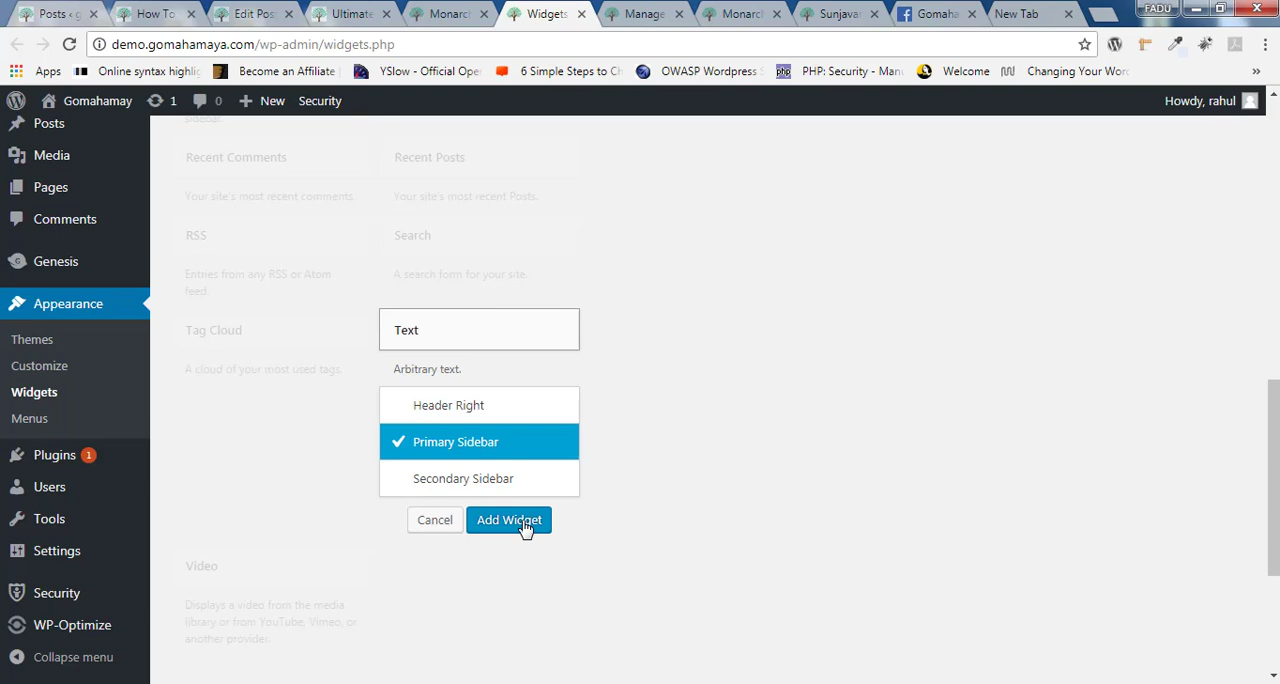 Posts ‹ g
How To
Edit Pos
Ultimate
Monarch
Widgets
Manage
Monarch
Sunjavar
Gomaha
New Tab
FADU
demo.gomahamaya.com/wp-admin/widgets.php
Apps
Online syntax highlig
Become an Affiliate
YSlow - Official Ope
6 Simple Steps to Ch
OWASP Wordpress S
php
PHP: Security - Manu
Welcome
Changing Your Word
»
Gomahamaya
1
0
New
Security
Howdy, rahul
Posts
Media
Pages
Comments
Genesis
Appearance
Themes
Customize
Widgets
Menus
Plugins 1
Users
Tools
Settings
Security
WP-Optimize
Collapse menu
sidebar.
Recent Comments
Recent Posts
Your site's most recent comments.
Your site's most recent Posts.
RSS
Search
Entries from any RSS or Atom
feed.
A search form for your site.
Tag Cloud
Text
A cloud of your most used tags.
Arbitrary text.
Header Right
Primary Sidebar
Secondary Sidebar
Cancel
Add Widget
Video
Displays a video from the media
library or from YouTube, Vimeo, or
another provider.